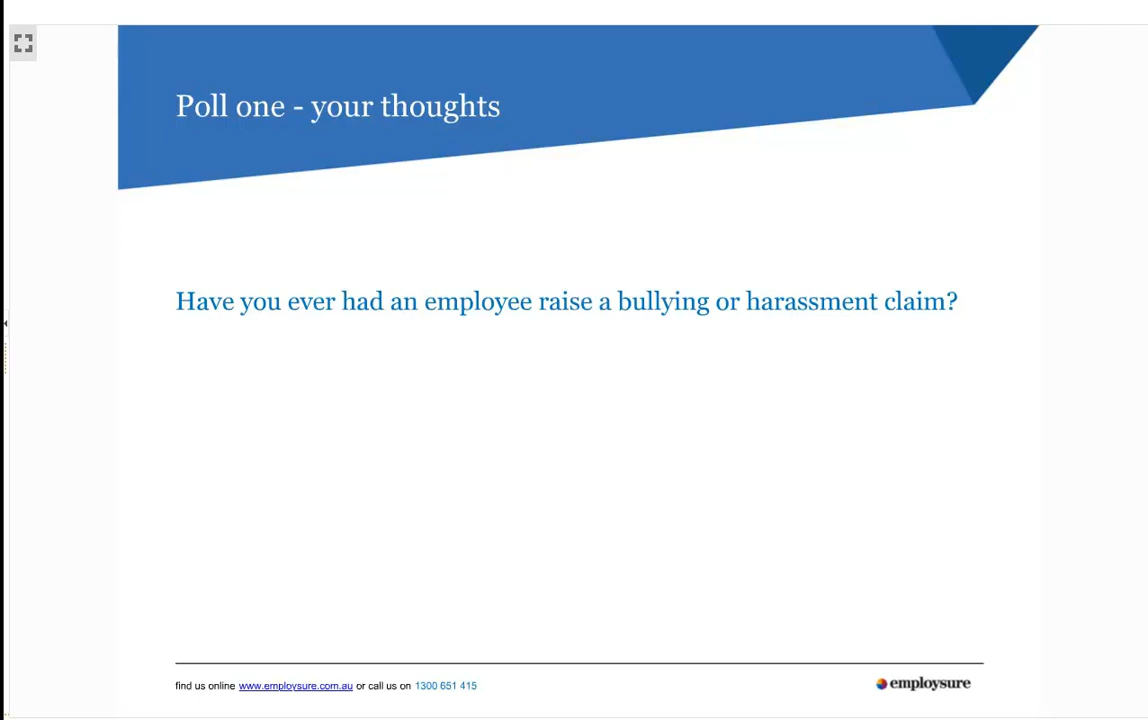 Poll one - your thoughts
Have you ever had an employee raise a bullying or harassment claim?
find us online www.employsure.com.au or call us on 1300 651 415
employsure